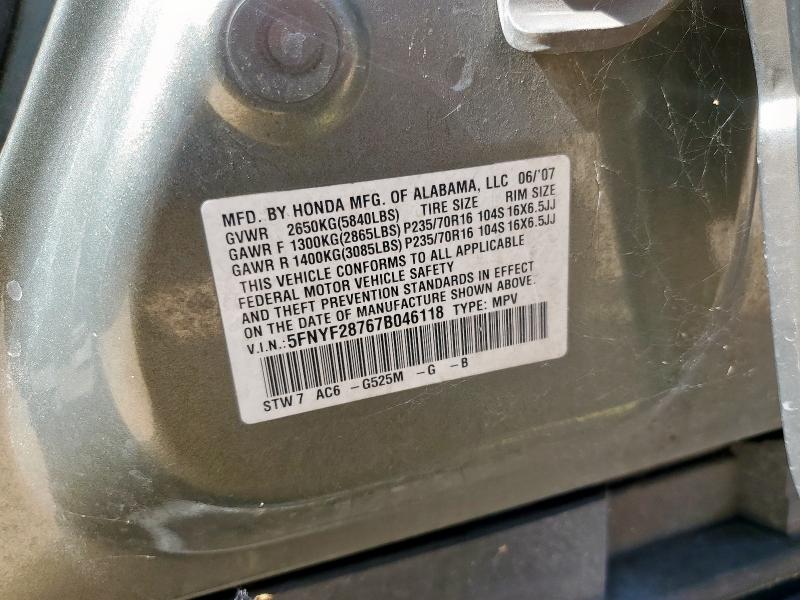 MFD. BY HONDA MFG. OF ALABAMA, LLC 06/'07
GVWR 2650KG(5840LBS) TIRE SIZE RIM SIZE
GAWR F 1300KG(2865LBS) P235/70R16 104S 16X6.5JJ
GAWR R 1400KG(3085LBS) P235/70R16 104S 16X6.5JJ
THIS VEHICLE CONFORMS TO ALL APPLICABLE
FEDERAL MOTOR VEHICLE SAFETY
AND THEFT PREVENTION STANDARDS IN EFFECT
ON THE DATE OF MANUFACTURE SHOWN ABOVE.
V.I.N.:5FNYF28767B046118 TYPE: MPV
STW7 AC6 -G525M -G -B